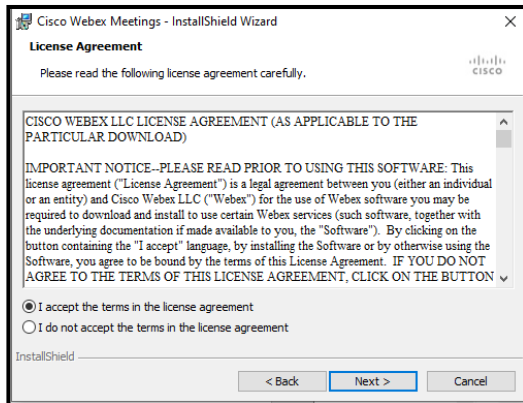 Cisco Webex Meetings - InstallShield Wizard
License Agreement
Please read the following license agreement carefully.
CISCO
CISCO WEBEX LLC LICENSE AGREEMENT (AS APPLICABLE TO THE
PARTICULAR DOWNLOAD)
IMPORTANT NOTICE--PLEASE READ PRIOR TO USING THIS SOFTWARE: This
license agreement ("License Agreement") is a legal agreement between you (either an individual
or an entity) and Cisco Webex LLC ("Webex") for the use of Webex software you may be
required to download and install to use certain Webex services (such software, together with
the underlying documentation if made available to you, the "Software"). By clicking on the
button containing the "I accept" language, by installing the Software or by otherwise using the
Software, you agree to be bound by the terms of this License Agreement. IF YOU DO NOT
AGREE TO THE TERMS OF THIS LICENSE AGREEMENT, CLICK ON THE BUTTON
I accept the terms in the license agreement
I do not accept the terms in the license agreement
InstallShield
< Back Next > Cancel